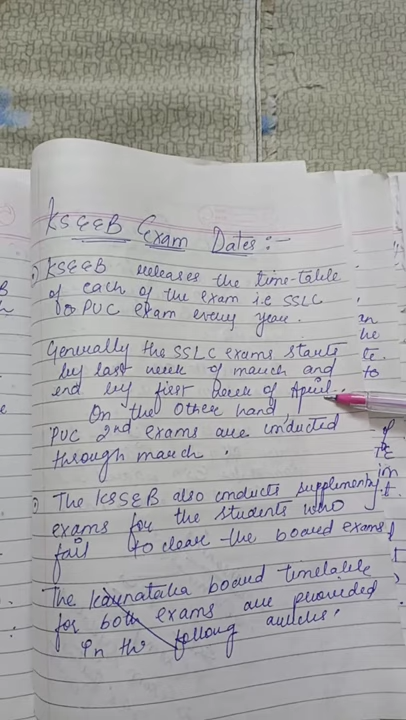 KSEEB Exam Dates :-
KSEEB releases the time-table
of each of the exam i.e SSLC
& PUC exam every year.
Generally the SSLC exams starts
by last week of march and
end by first week of April.
On the other hand,
PUC 2nd exams are conducted
through march.
The KSSEB also conducts supplementary
exams for the students who
fail to clear the board exams
The Karnataka board timetable
for both exams are provided
In the follong articles.